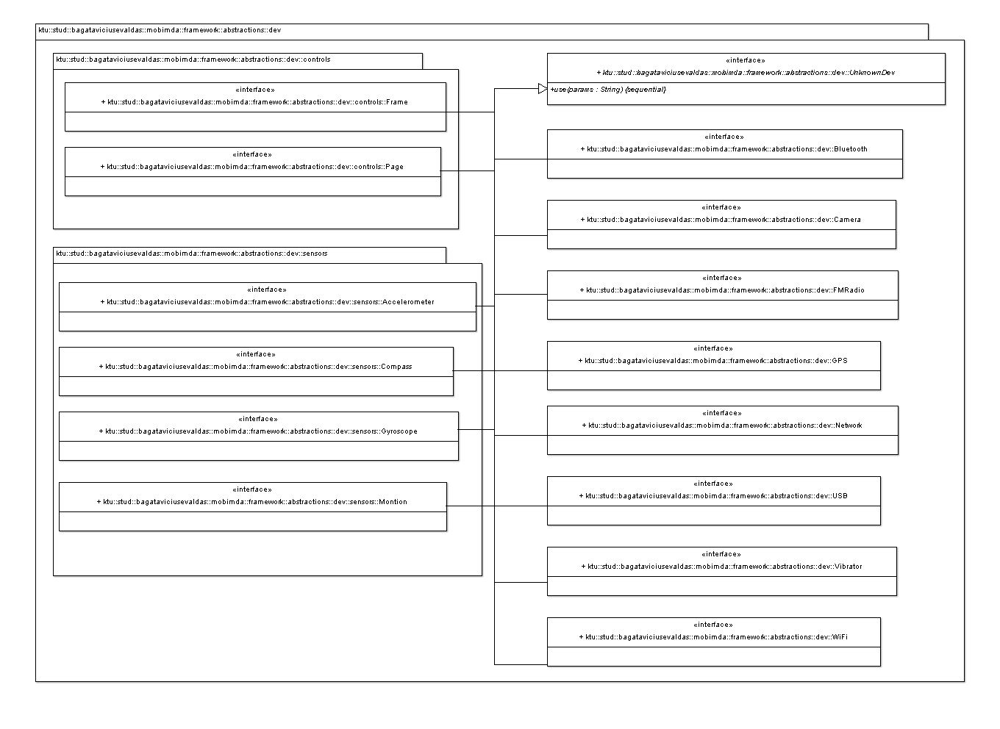 ktu::stud::bagataviciusevaldas::mobimda::framework::abstractions::dev
ktu::stud::bagataviciusevaldas::mobimda::framework::abstractions::dev::controls
«interface»
+ ktu::stud::bagataviciusevaldas::mobimda::framework::abstractions::dev::controls::Frame
«interface»
+ ktu::stud::bagataviciusevaldas::mobimda::framework::abstractions::dev::controls::Page
ktu::stud::bagataviciusevaldas::mobimda::framework::abstractions::dev::sensors
«interface»
+ ktu::stud::bagataviciusevaldas::mobimda::framework::abstractions::dev::sensors::Accelerometer
«interface»
+ ktu::stud::bagataviciusevaldas::mobimda::framework::abstractions::dev::sensors::Compass
«interface»
+ ktu::stud::bagataviciusevaldas::mobimda::framework::abstractions::dev::sensors::Gyroscope
«interface»
+ ktu::stud::bagataviciusevaldas::mobimda::framework::abstractions::dev::sensors::Montion
«interface»
+ ktu::stud::bagataviciusevaldas::mobimda::framework::abstractions::dev::UnknownDev
+use(params : String) {sequential}
«interface»
+ ktu::stud::bagataviciusevaldas::mobimda::framework::abstractions::dev::Bluetooth
«interface»
+ ktu::stud::bagataviciusevaldas::mobimda::framework::abstractions::dev::Camera
«interface»
+ ktu::stud::bagataviciusevaldas::mobimda::framework::abstractions::dev::FMRadio
«interface»
+ ktu::stud::bagataviciusevaldas::mobimda::framework::abstractions::dev::GPS
«interface»
+ ktu::stud::bagataviciusevaldas::mobimda::framework::abstractions::dev::Network
«interface»
+ ktu::stud::bagataviciusevaldas::mobimda::framework::abstractions::dev::USB
«interface»
+ ktu::stud::bagataviciusevaldas::mobimda::framework::abstractions::dev::Vibrator
«interface»
+ ktu::stud::bagataviciusevaldas::mobimda::framework::abstractions::dev::WiFi